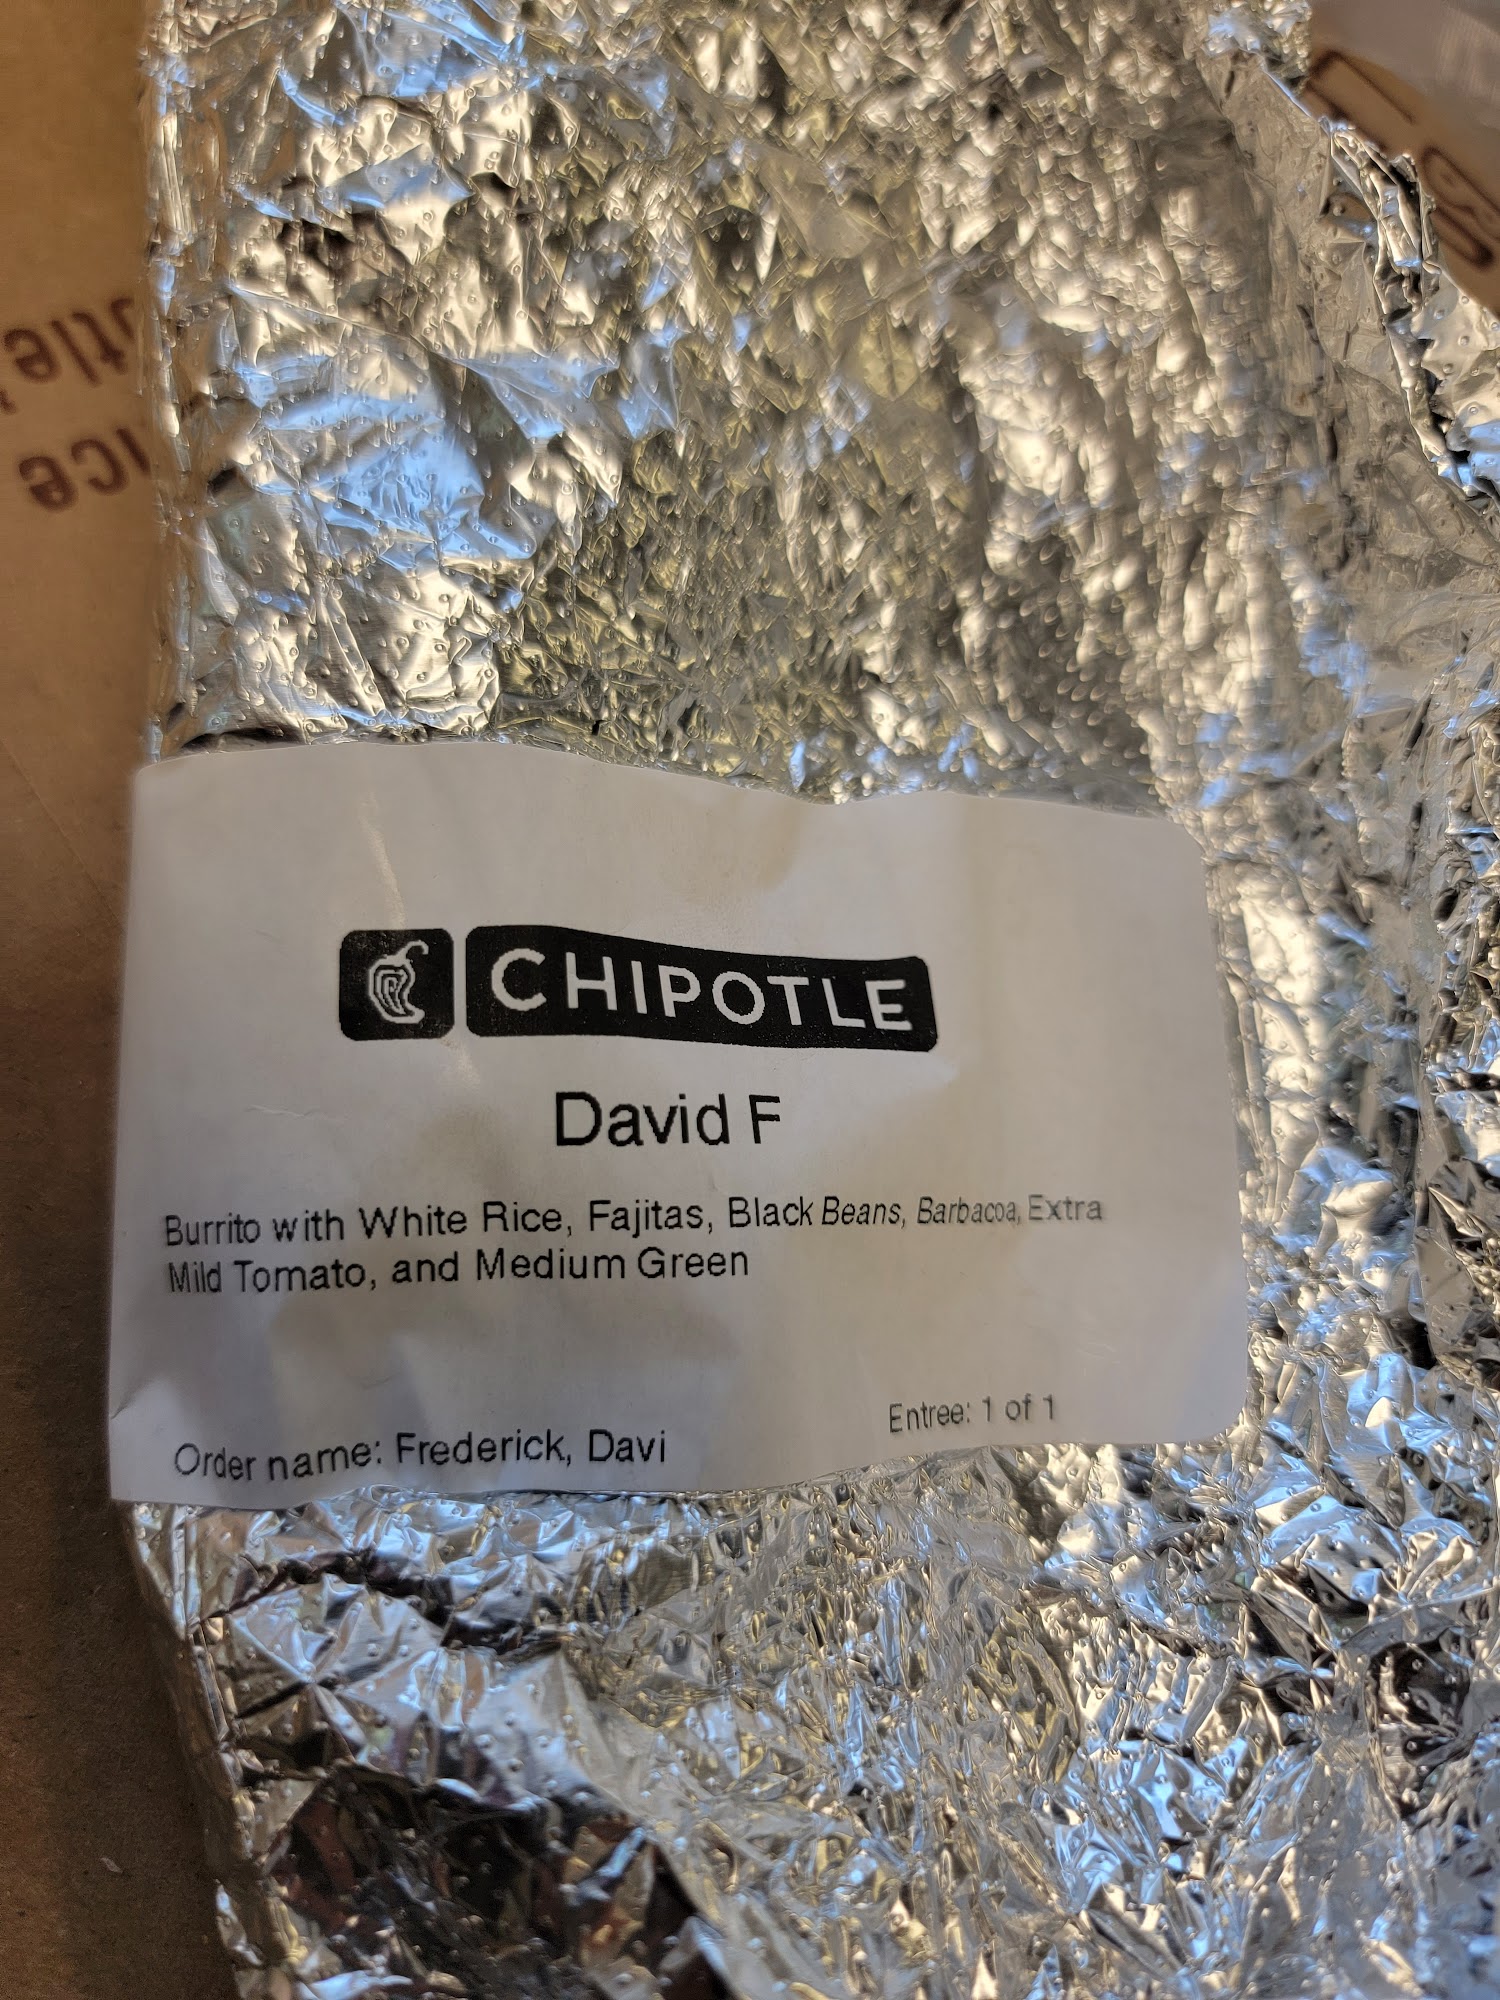 CHIPOTLE
David F
Burrito with White Rice, Fajitas, Black Beans, Barbacoa, Extra
Mild Tomato, and Medium Green
Entree: 1 of 1
Order name: Frederick, Davi